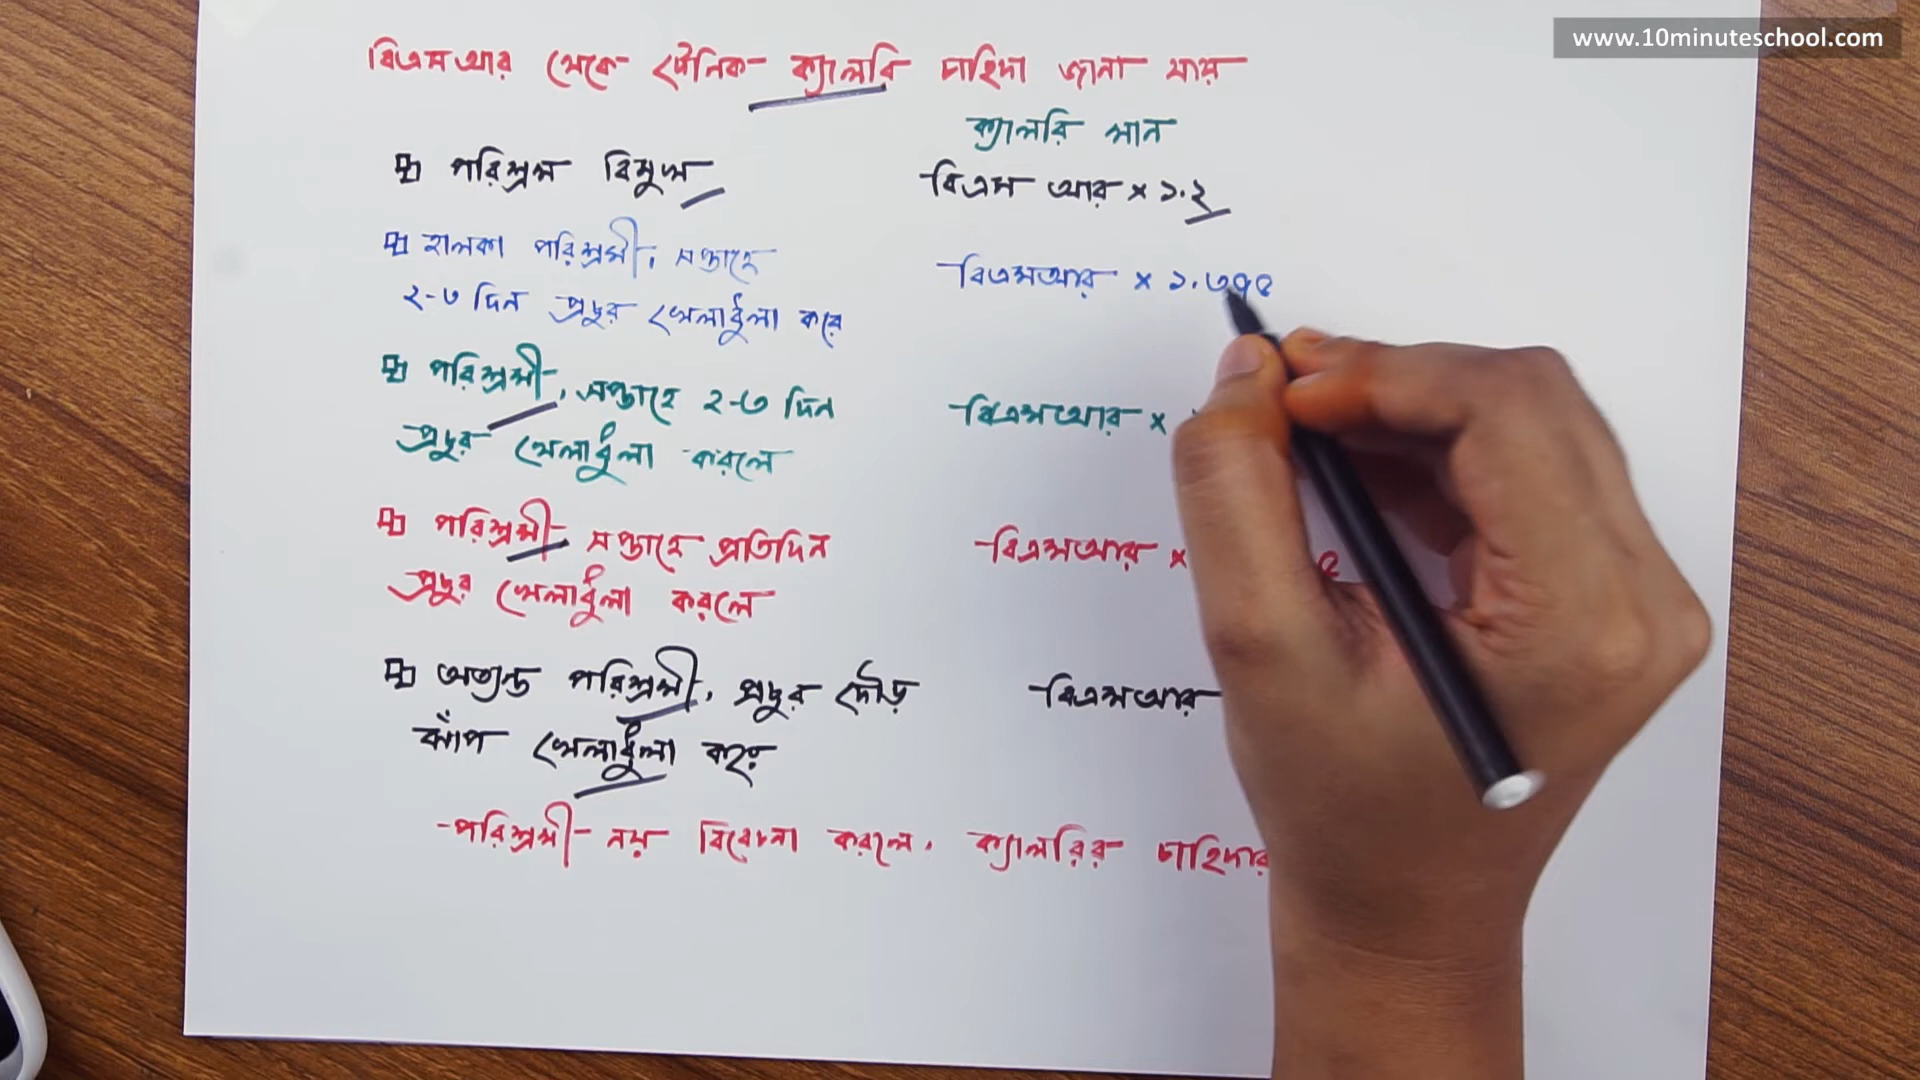 www.10minuteschool.com
বিএমআর থেকে দৈনিক ক্যালরি চাহিদা জানা যায়
ক্যালরি মান
পরিশ্রম বিমুখ বিএম আর × ১.২
হালকা পরিশ্রমী, সপ্তাহে
২-৩ দিন প্রচুর খেলাধুলা করে বিএমআর × ১.৩৭৫
পরিশ্রমী, সপ্তাহে ২-৩ দিন
প্রচুর খেলাধুলা করলে বিএমআর ×
পরিশ্রমী সপ্তাহে প্রতিদিন
প্রচুর খেলাধুলা করলে বিএমআর × ৫
অত্যন্ত পরিশ্রমী, প্রচুর দৌড়
ঝাঁপ খেলাধুলা বিএমআর
পরিশ্রমী নয় বিবেচনা করলে, ক্যালরির চাহিদার